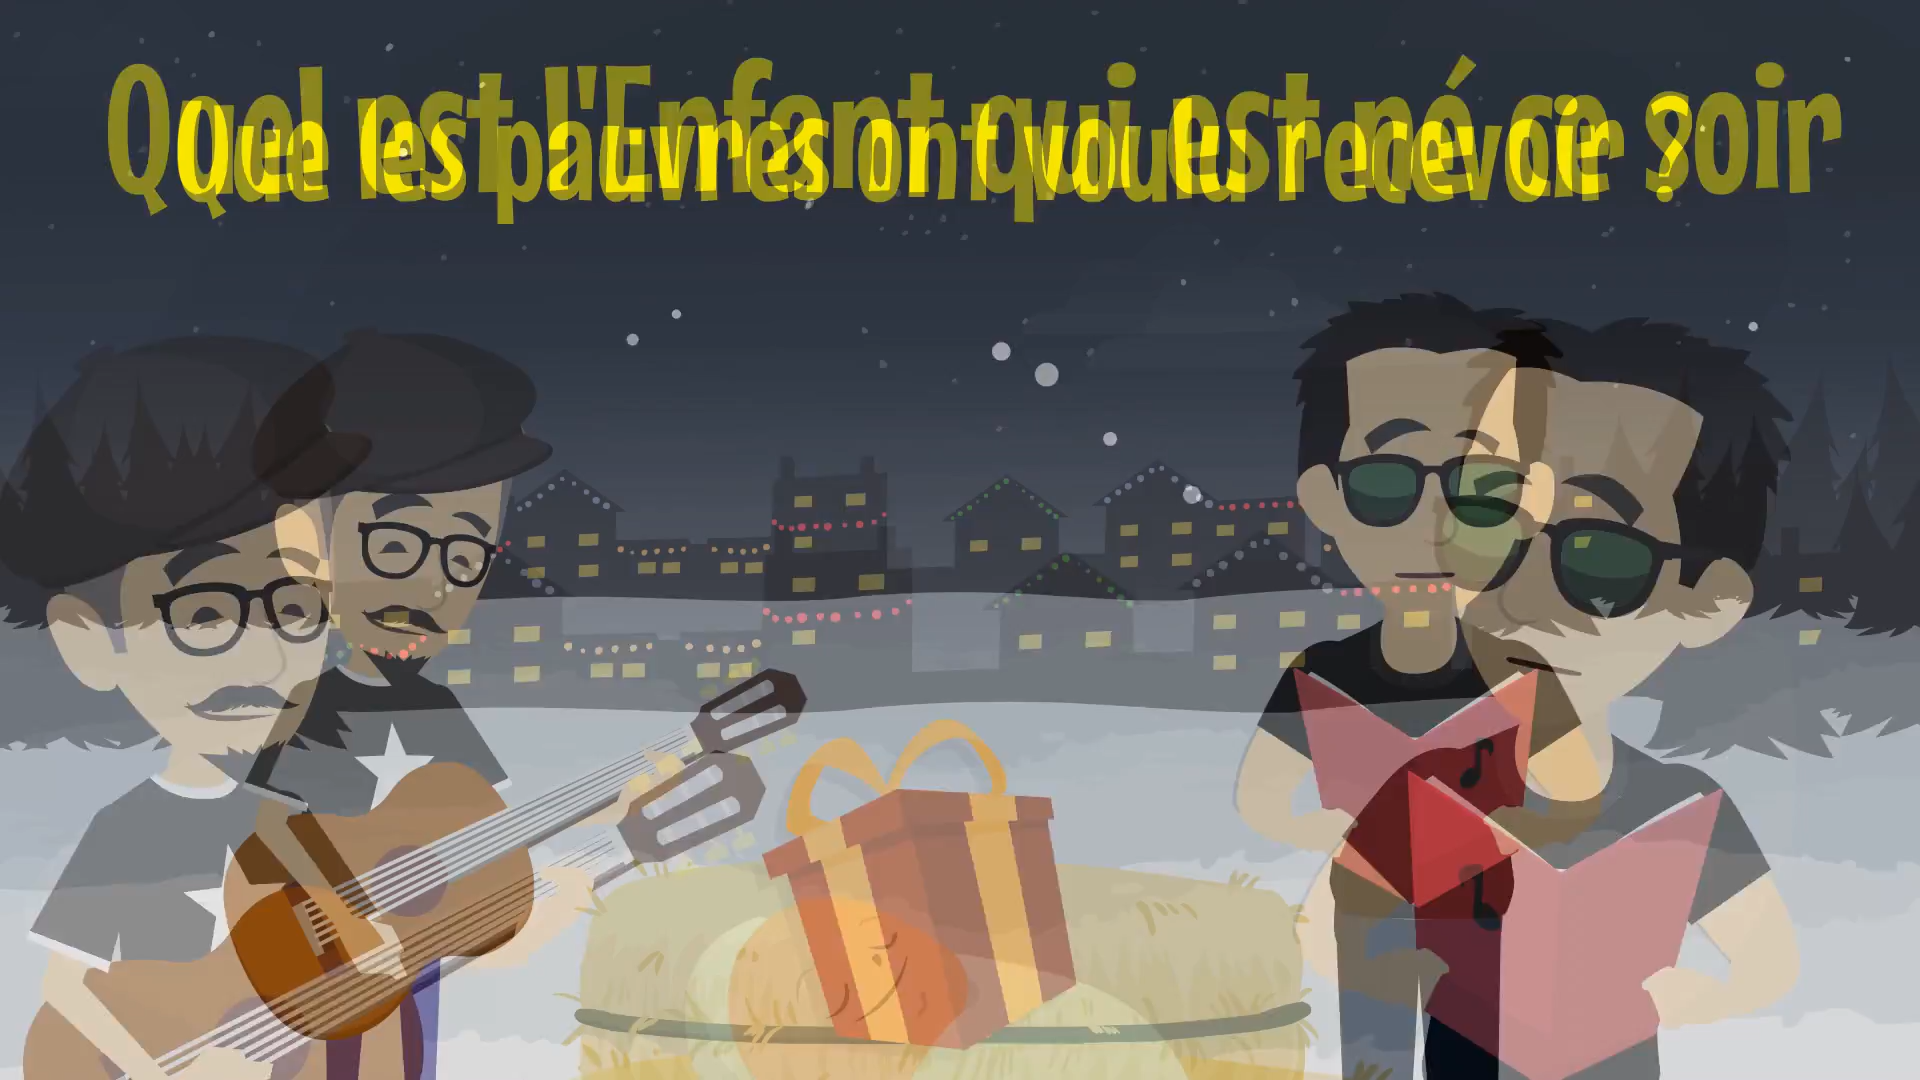 Quel est l'Enfant qui est né ce soir
Que les pauvres ont voulu recevoir ?